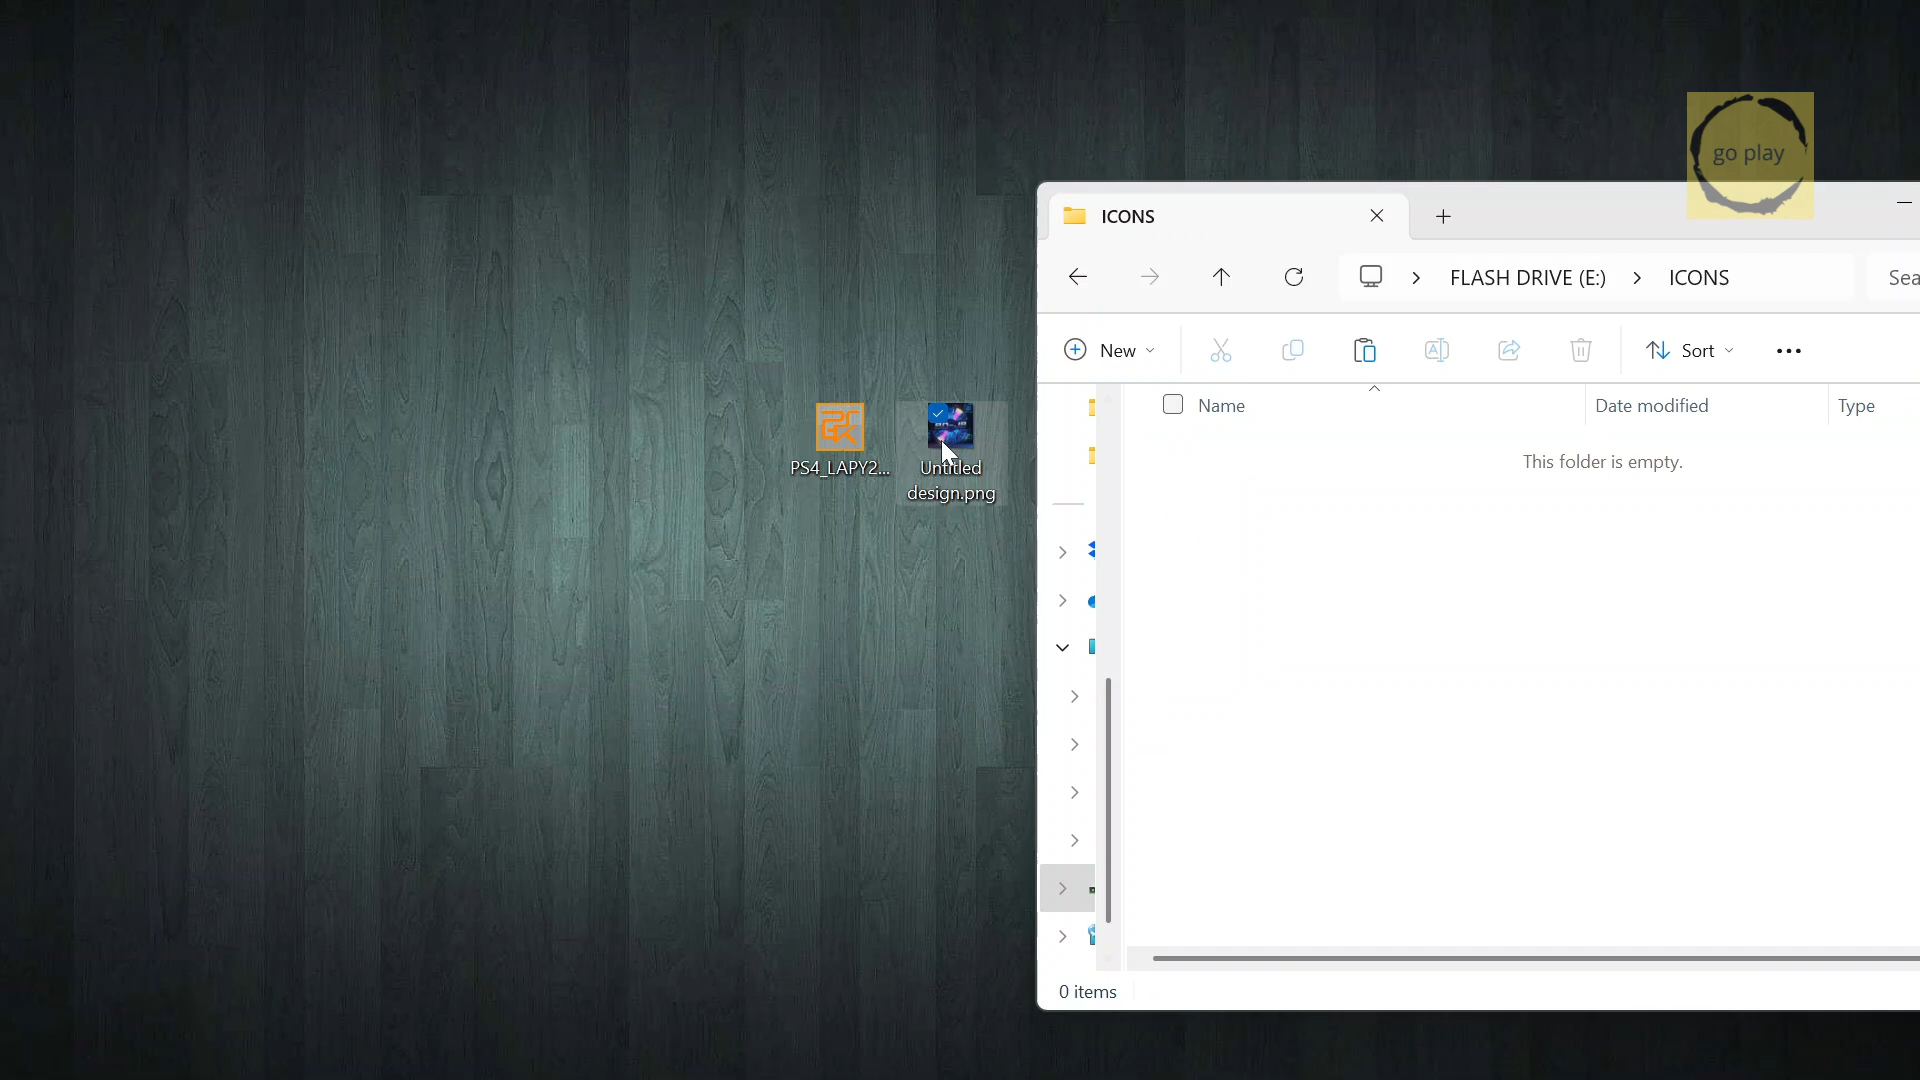 go play
ICONS
FLASH DRIVE (E:)
ICONS
Sea
New
Sort
Name
Date modified
Type
This folder is empty.
PS4_LAPY2...
Untitled
design.png
0 items